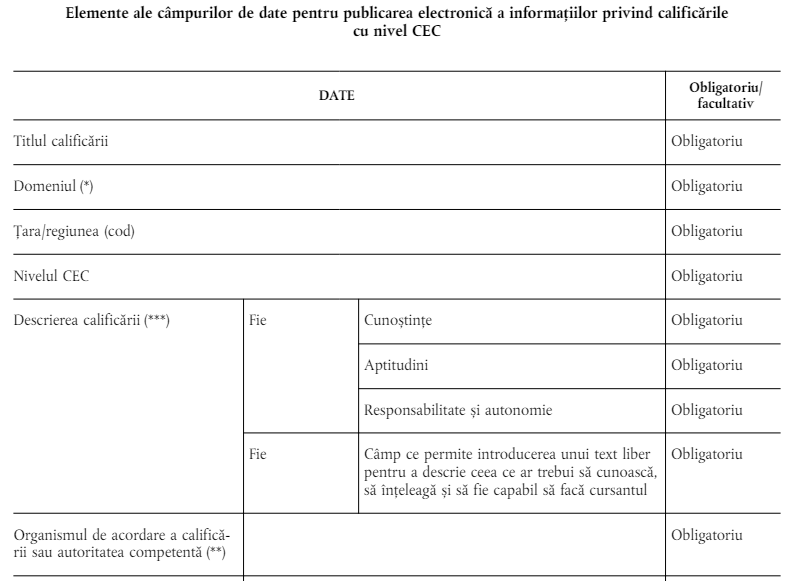 Elemente ale câmpurilor de date pentru publicarea electronică a informațiilor privind calificările
cu nivel CEC
DATE
Obligatoriu/
facultativ
Titlul calificării
Obligatoriu
Domeniul (*)
Obligatoriu
Țara/regiunea (cod)
Obligatoriu
Nivelul CEC
Obligatoriu
Descrierea calificării (***)
Fie
Cunoștințe
Obligatoriu
Aptitudini
Obligatoriu
Responsabilitate și autonomie
Obligatoriu
Fie
Câmp ce permite introducerea unui text liber
pentru a descrie ceea ce ar trebui să cunoască,
să înțeleagă și să fie capabil să facă cursantul
Obligatoriu
Organismul de acordare a califică-
rii sau autoritatea competentă (**)
Obligatoriu